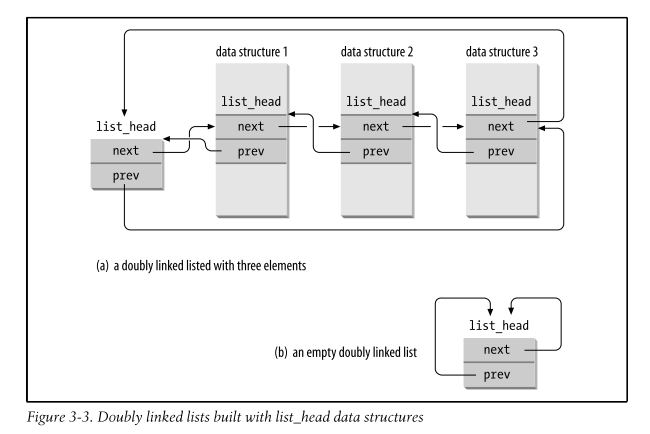 data structure 1 data structure 2 data structure 3
list_head list_head list_head
list_head
next next next
next
prev prev prev
prev
(a) a doubly linked listed with three elements
list_head
next
(b) an empty doubly linked list
prev
Figure 3-3. Doubly linked lists built with list_head data structures